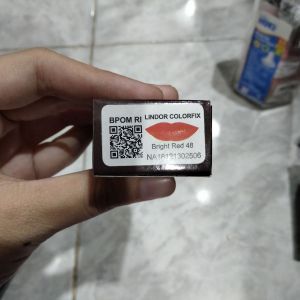 BPOM RI
LINDOR COLORFIX
Bright Red 48
NA18131302506